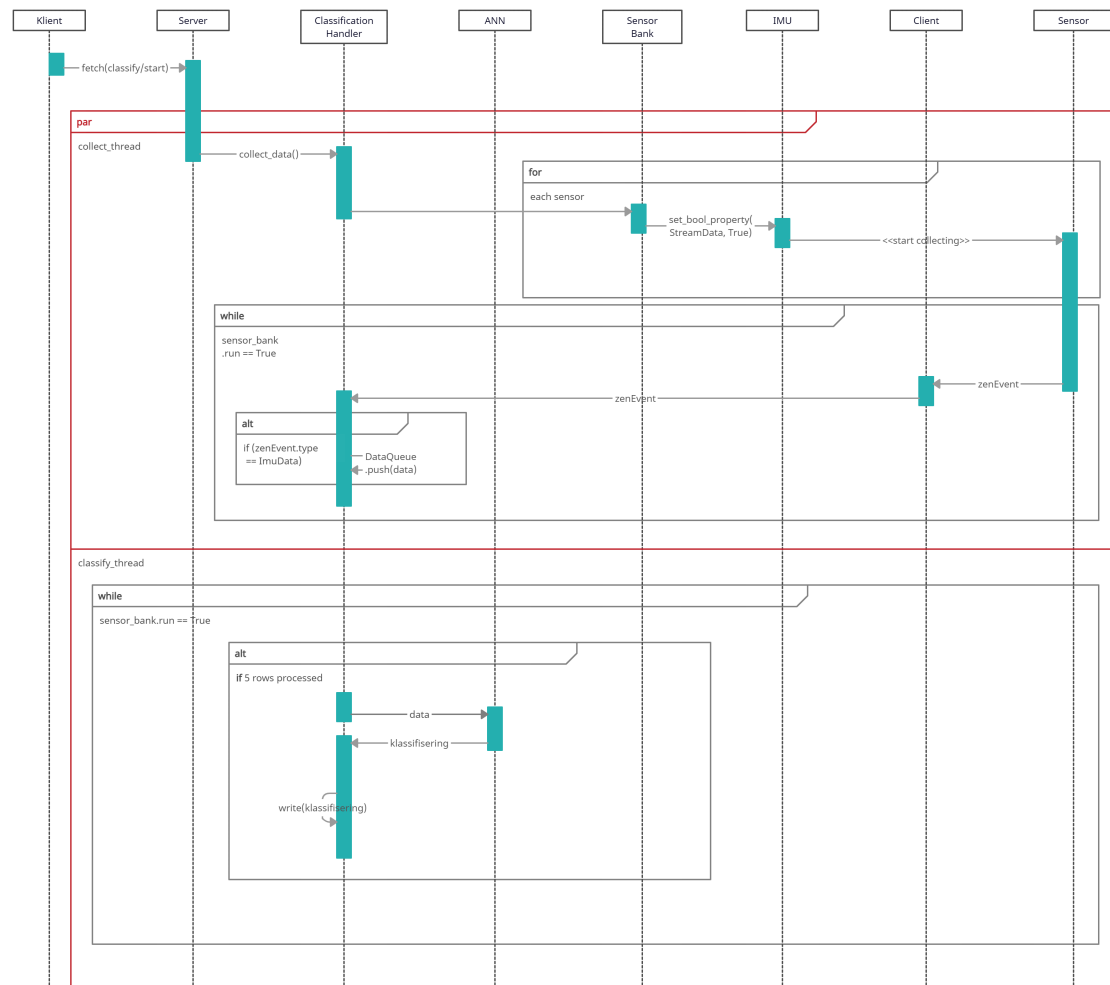 Klient
Server
Classification
Handler
ANN
Sensor
Bank
IMU
Client
Sensor
fetch(classify/start)
par
collect_thread
collect_data()
for
each sensor
set_bool_property(
StreamData, True)
<<start collecting>>
while
sensor_bank
.run == True
zenEvent
zenEvent
alt
if (zenEvent.type
== ImuData)
DataQueue
.push(data)
classify_thread
while
sensor_bank.run == True
alt
if 5 rows processed
data
klassifisering
write(klassifisering)